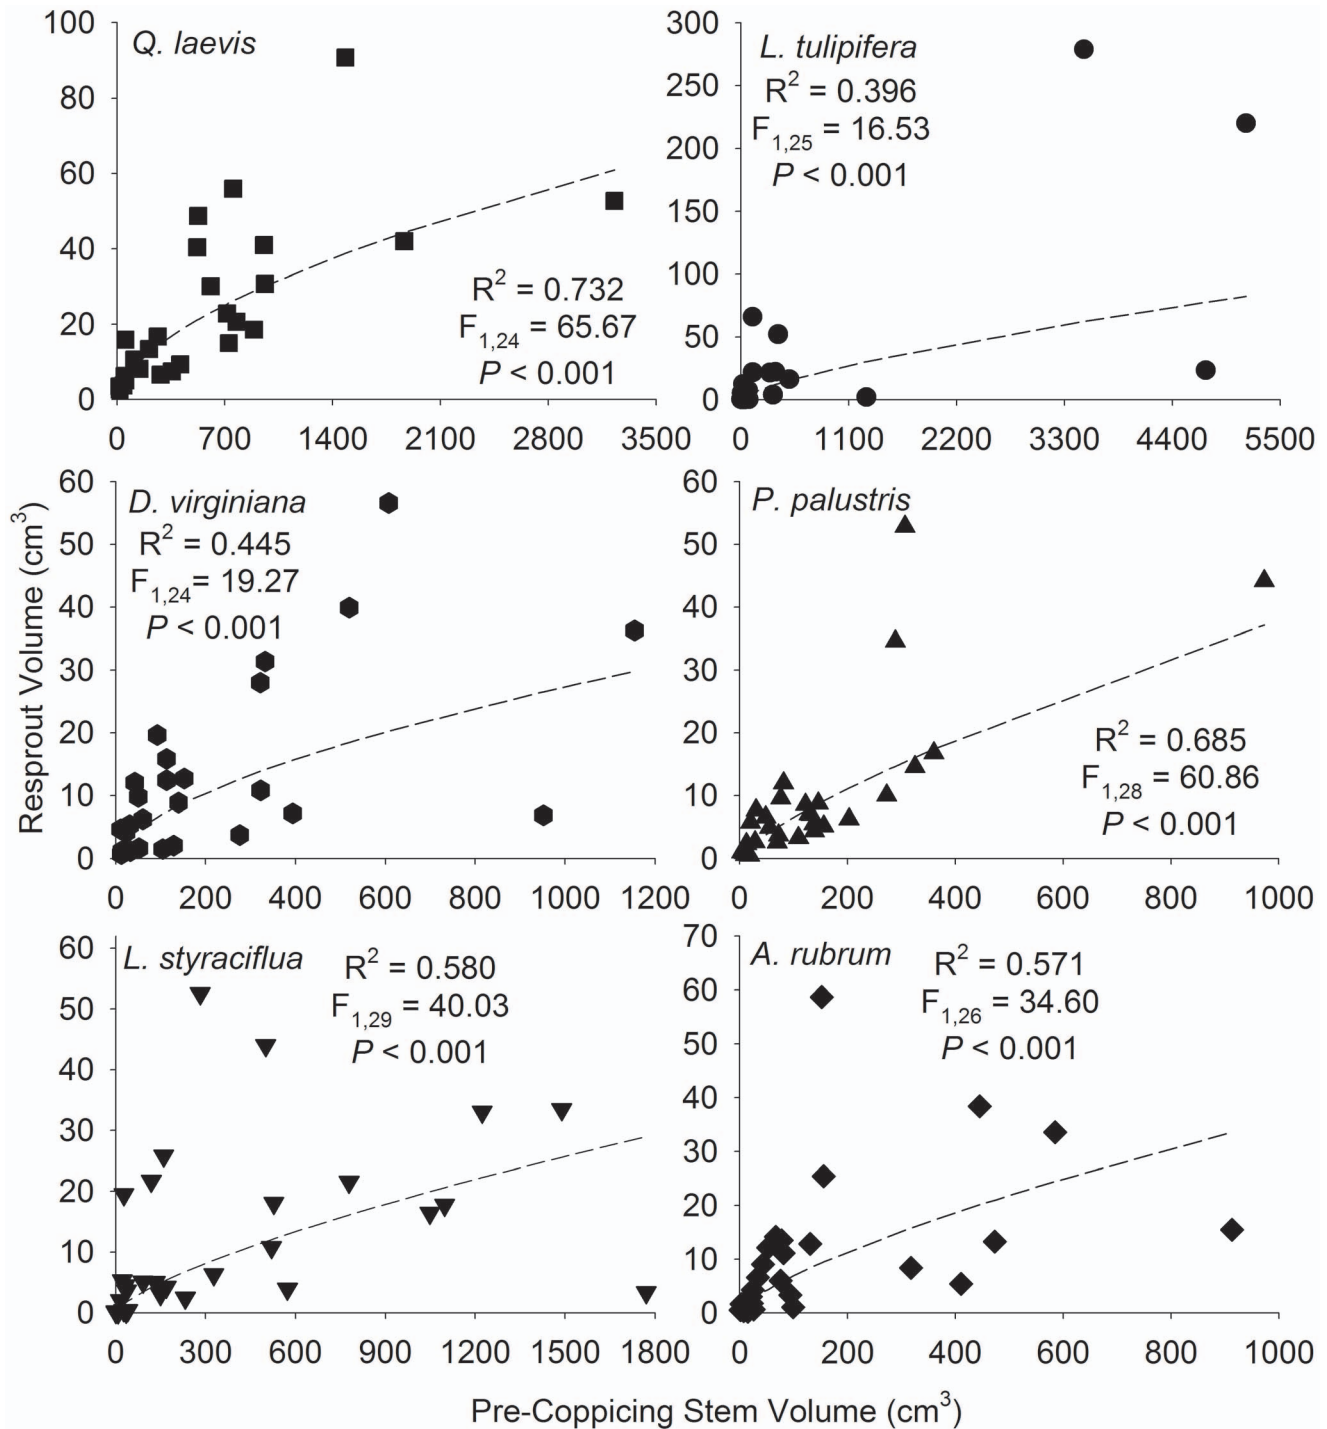 Resprout Volume (cm³)
Q. laevis
R² = 0.732
F₁,₂₄ = 65.67
P < 0.001
100
80
60
40
20
0
0 700 1400 2100 2800 3500
L. tulipifera
R² = 0.396
F₁,₂₅ = 16.53
P < 0.001
300
250
200
150
100
50
0
0 1100 2200 3300 4400 5500
D. virginiana
R² = 0.445
F₁,₂₄= 19.27
P < 0.001
60
50
40
30
20
10
0
0 200 400 600 800 1000 1200
P. palustris
R² = 0.685
F₁,₂₈ = 60.86
P < 0.001
60
50
40
30
20
10
0
0 200 400 600 800 1000
L. styraciflua
R² = 0.580
F₁,₂₉ = 40.03
P < 0.001
60
50
40
30
20
10
0
0 300 600 900 1200 1500 1800
A. rubrum
R² = 0.571
F₁,₂₆ = 34.60
P < 0.001
70
60
50
40
30
20
10
0
0 200 400 600 800 1000
Pre-Coppicing Stem Volume (cm³)